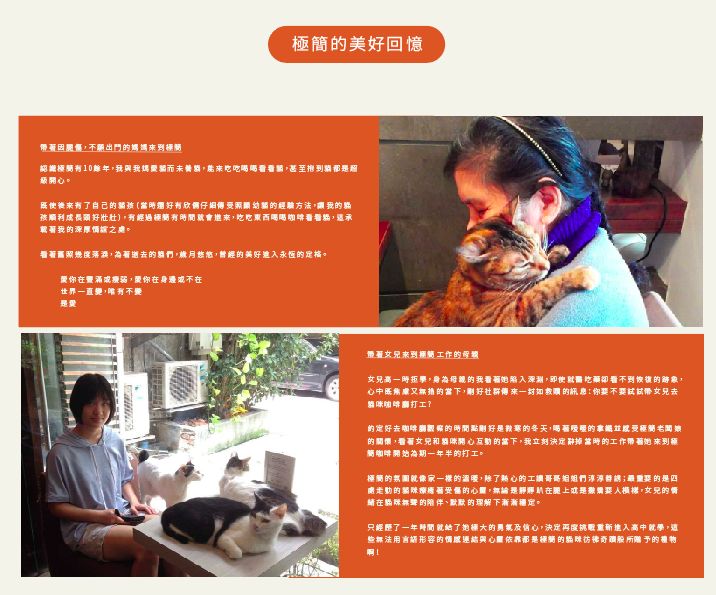 極簡的美好回憶
帶著因腿傷,不願出門的媽媽來到極簡
認識極簡有10餘年,我與我媽愛貓而未養貓,能來吃吃喝喝看看貓,甚至抱到貓都是超
級開心。
既使後來有了自己的貓孩(當時還好有欣儒仔細傳受照顧幼貓的經驗方法,讓我的貓
孩順利成長頭好壯壯),有經過極簡有時間就會進來,吃吃東西喝喝咖啡看看貓,這承
載著我的深厚情誼之處。
看著舊照幾度落淚,為著逝去的貓們,歲月悠悠,曾經的美好進入永恆的定格。
愛你在豐滿或瘦弱,愛你在身邊或不在
世界一直變,唯有不變
是愛
帶著女兒來到極簡工作的母親
女兒高一時拒學,身為母親的我看著她陷入深淵,即使就醫吃藥卻看不到恢復的跡象,
心中既焦慮又無措的當下,剛好社群傳來一封如救贖的訊息:你要不要試試帶女兒去
貓咪咖啡廳打工?
約定好去咖啡廳觀察的時間點剛好是微寒的冬天,喝著暖暖的拿鐵並感受極簡老闆娘
的關懷,看著女兒和貓咪開心互動的當下,我立刻決定辭掉當時的工作帶著她來到極
簡咖啡開始為期一年半的打工。
極簡的氛圍就像家一樣的溫暖,除了熱心的工讀哥哥姐姐們淳淳善誘;最重要的是四
處走動的貓咪療癒著受傷的心靈,無論是靜靜趴在腿上或是撒嬌耍人模樣,女兒的情
緒在貓咪無聲的陪伴、默默的理解下漸漸穩定。
只經歷了一年時間就給了她極大的勇氣及信心,決定再度挑戰重新進入高中就學,這
些無法用言語形容的情感連結與心靈依靠都是極簡的貓咪彷彿奇蹟般所贈予的禮物
啊!